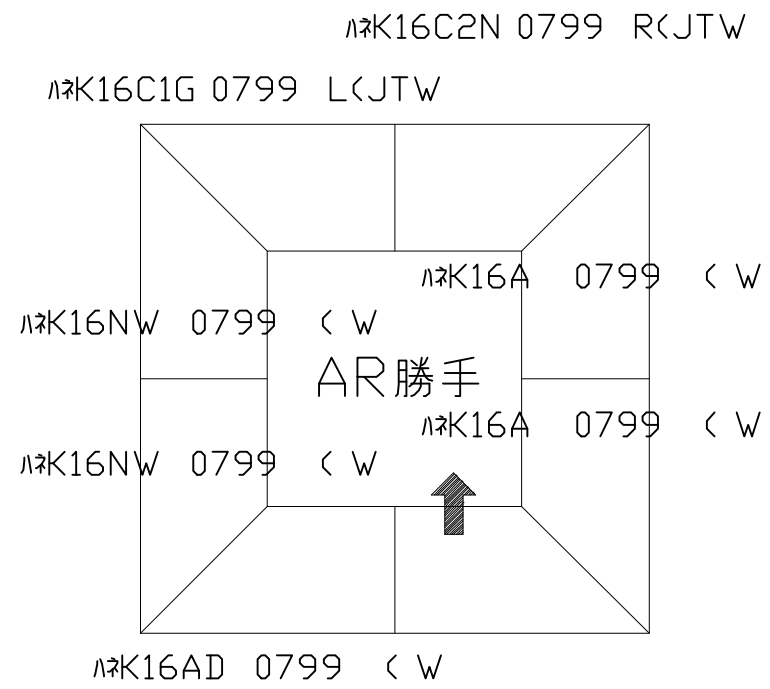 ﾊﾈK16C2N 0799 R(JTW
ﾊﾈK16C1G 0799 L(JTW
ﾊﾈK16A 0799 ( W
ﾊﾈK16NW 0799 ( W
AR勝手
ﾊﾈK16A 0799 ( W
ﾊﾈK16NW 0799 ( W
ﾊﾈK16AD 0799 ( W